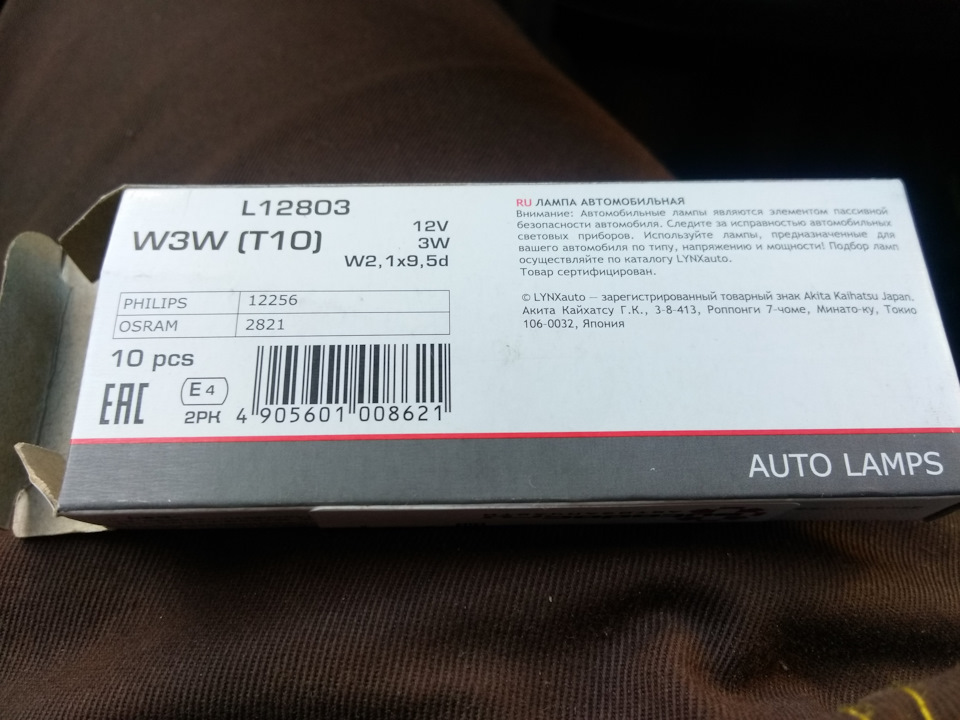 L12803
W3W (T10)
12V
3W
W2,1x9,5d
PHILIPS 12256
OSRAM 2821
10 pcs
EAC
E4
2PK
4 905601 008621
RU ЛАМПА АВТОМОБИЛЬНАЯ
Внимание: Автомобильные лампы являются элементом пассивной
безопасности автомобиля. Следите за исправностью автомобильных
световых приборов. Используйте лампы, предназначенные для
вашего автомобиля по типу, напряжению и мощности! Подбор ламп
осуществляйте по каталогу LYNXauto.
Товар сертифицирован.
© LYNXauto — зарегистрированный товарный знак Akita Kaihatsu Japan.
Акита Кайхатсу Г.К., 3-8-413, Роппонги 7-чоме, Минато-ку, Токио
106-0032, Япония
AUTO LAMPS